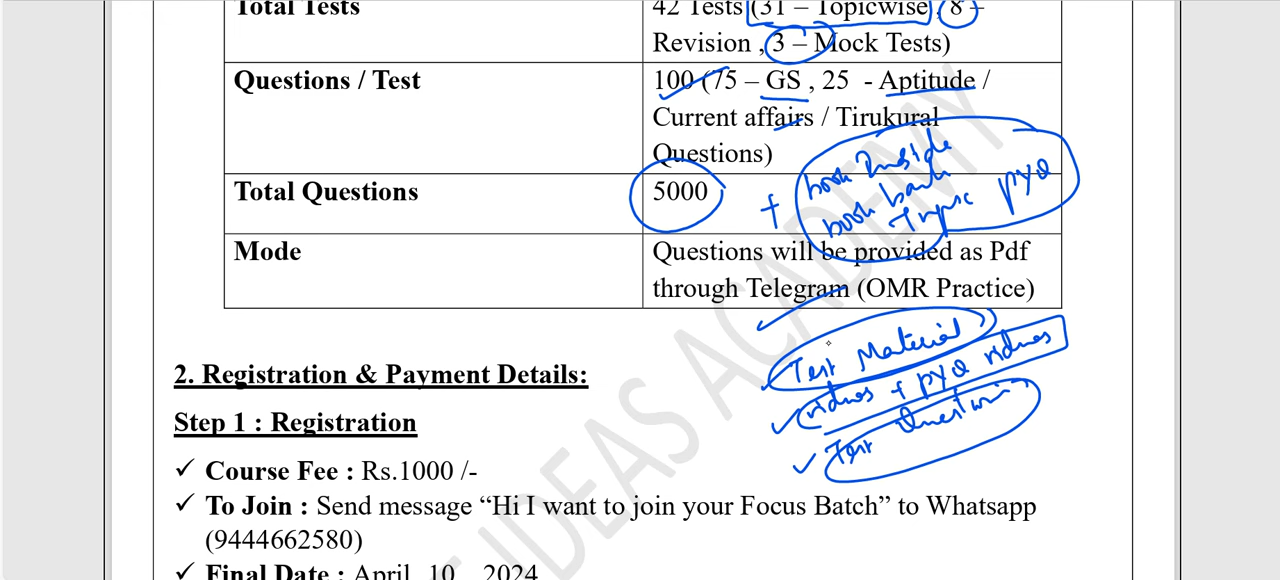 Total Tests
42 Tests (31 – Topicwise, 8 –
Revision , 3 – Mock Tests)
Questions / Test
100 (75 – GS , 25 - Aptitude /
Current affairs / Tirukural
Questions)
Total Questions
5000
+ book Inside
book back
Topic PYQ
Mode
Questions will be provided as Pdf
through Telegram (OMR Practice)
Test Material
videos + PYQ videos
Test Question
2. Registration & Payment Details:
Step 1 : Registration
✓ Course Fee : Rs.1000 /-
✓ To Join : Send message “Hi I want to join your Focus Batch” to Whatsapp
(9444662580)
✓ Final Date : April 10 , 2024
IDEAS ACADEMY